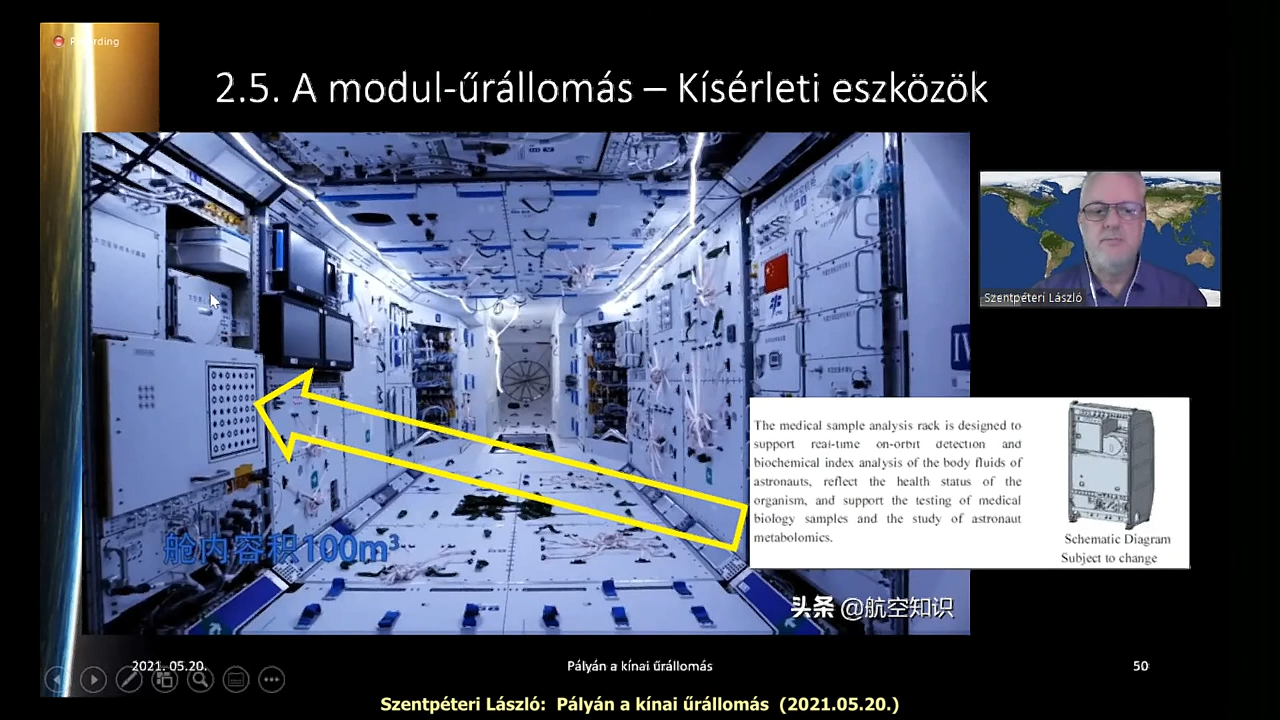 Recording
2.5. A modul-űrállomás – Kísérleti eszközök
Szentpéteri László
IV
The medical sample analysis rack is designed to
support real-time on-orbit detection and
biochemical index analysis of the body fluids of
astronauts, reflect the health status of the
organism, and support the testing of medical
biology samples and the study of astronaut
metabolomics.
Schematic Diagram
Subject to change
舱内容积100m³
头条 @航空知识
2021. 05.20.
Pályán a kínai űrállomás
50
Szentpéteri László: Pályán a kínai űrállomás (2021.05.20.)